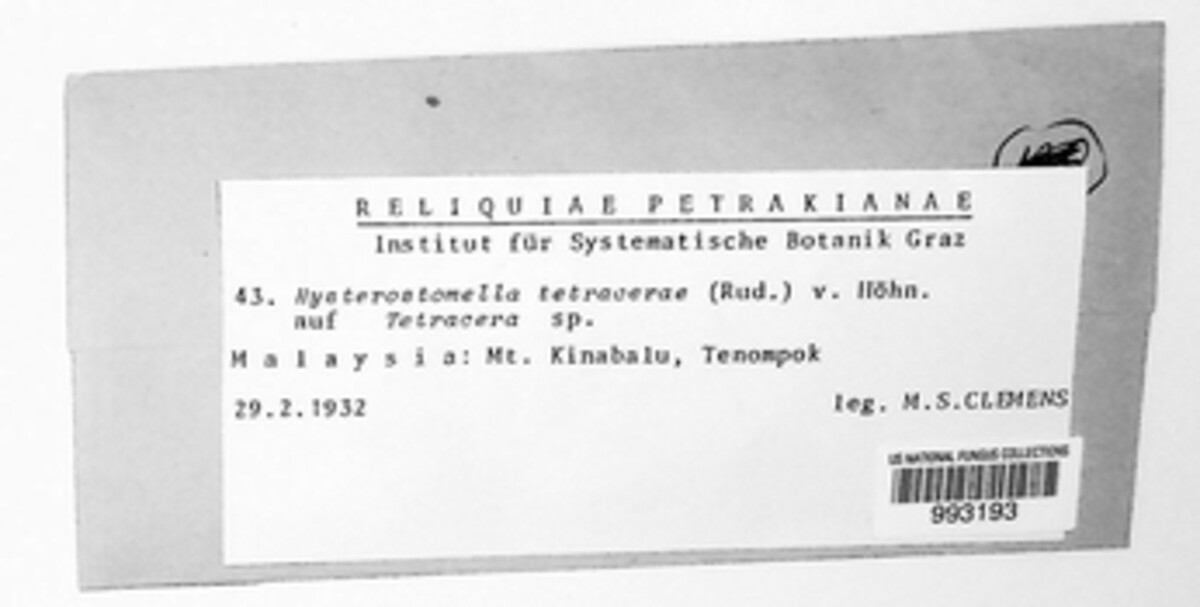 RELIQUIAE PETRAKIANAE
Institut für Systematische Botanik Graz
43. Hysterostomella tetracerae (Rud.) v. Höhn.
auf Tetracera sp.
Malaysia: Mt. Kinabalu, Tenompok
29.2.1932 leg. M.S.CLEMENS
US NATIONAL FUNGUS COLLECTIONS
993193